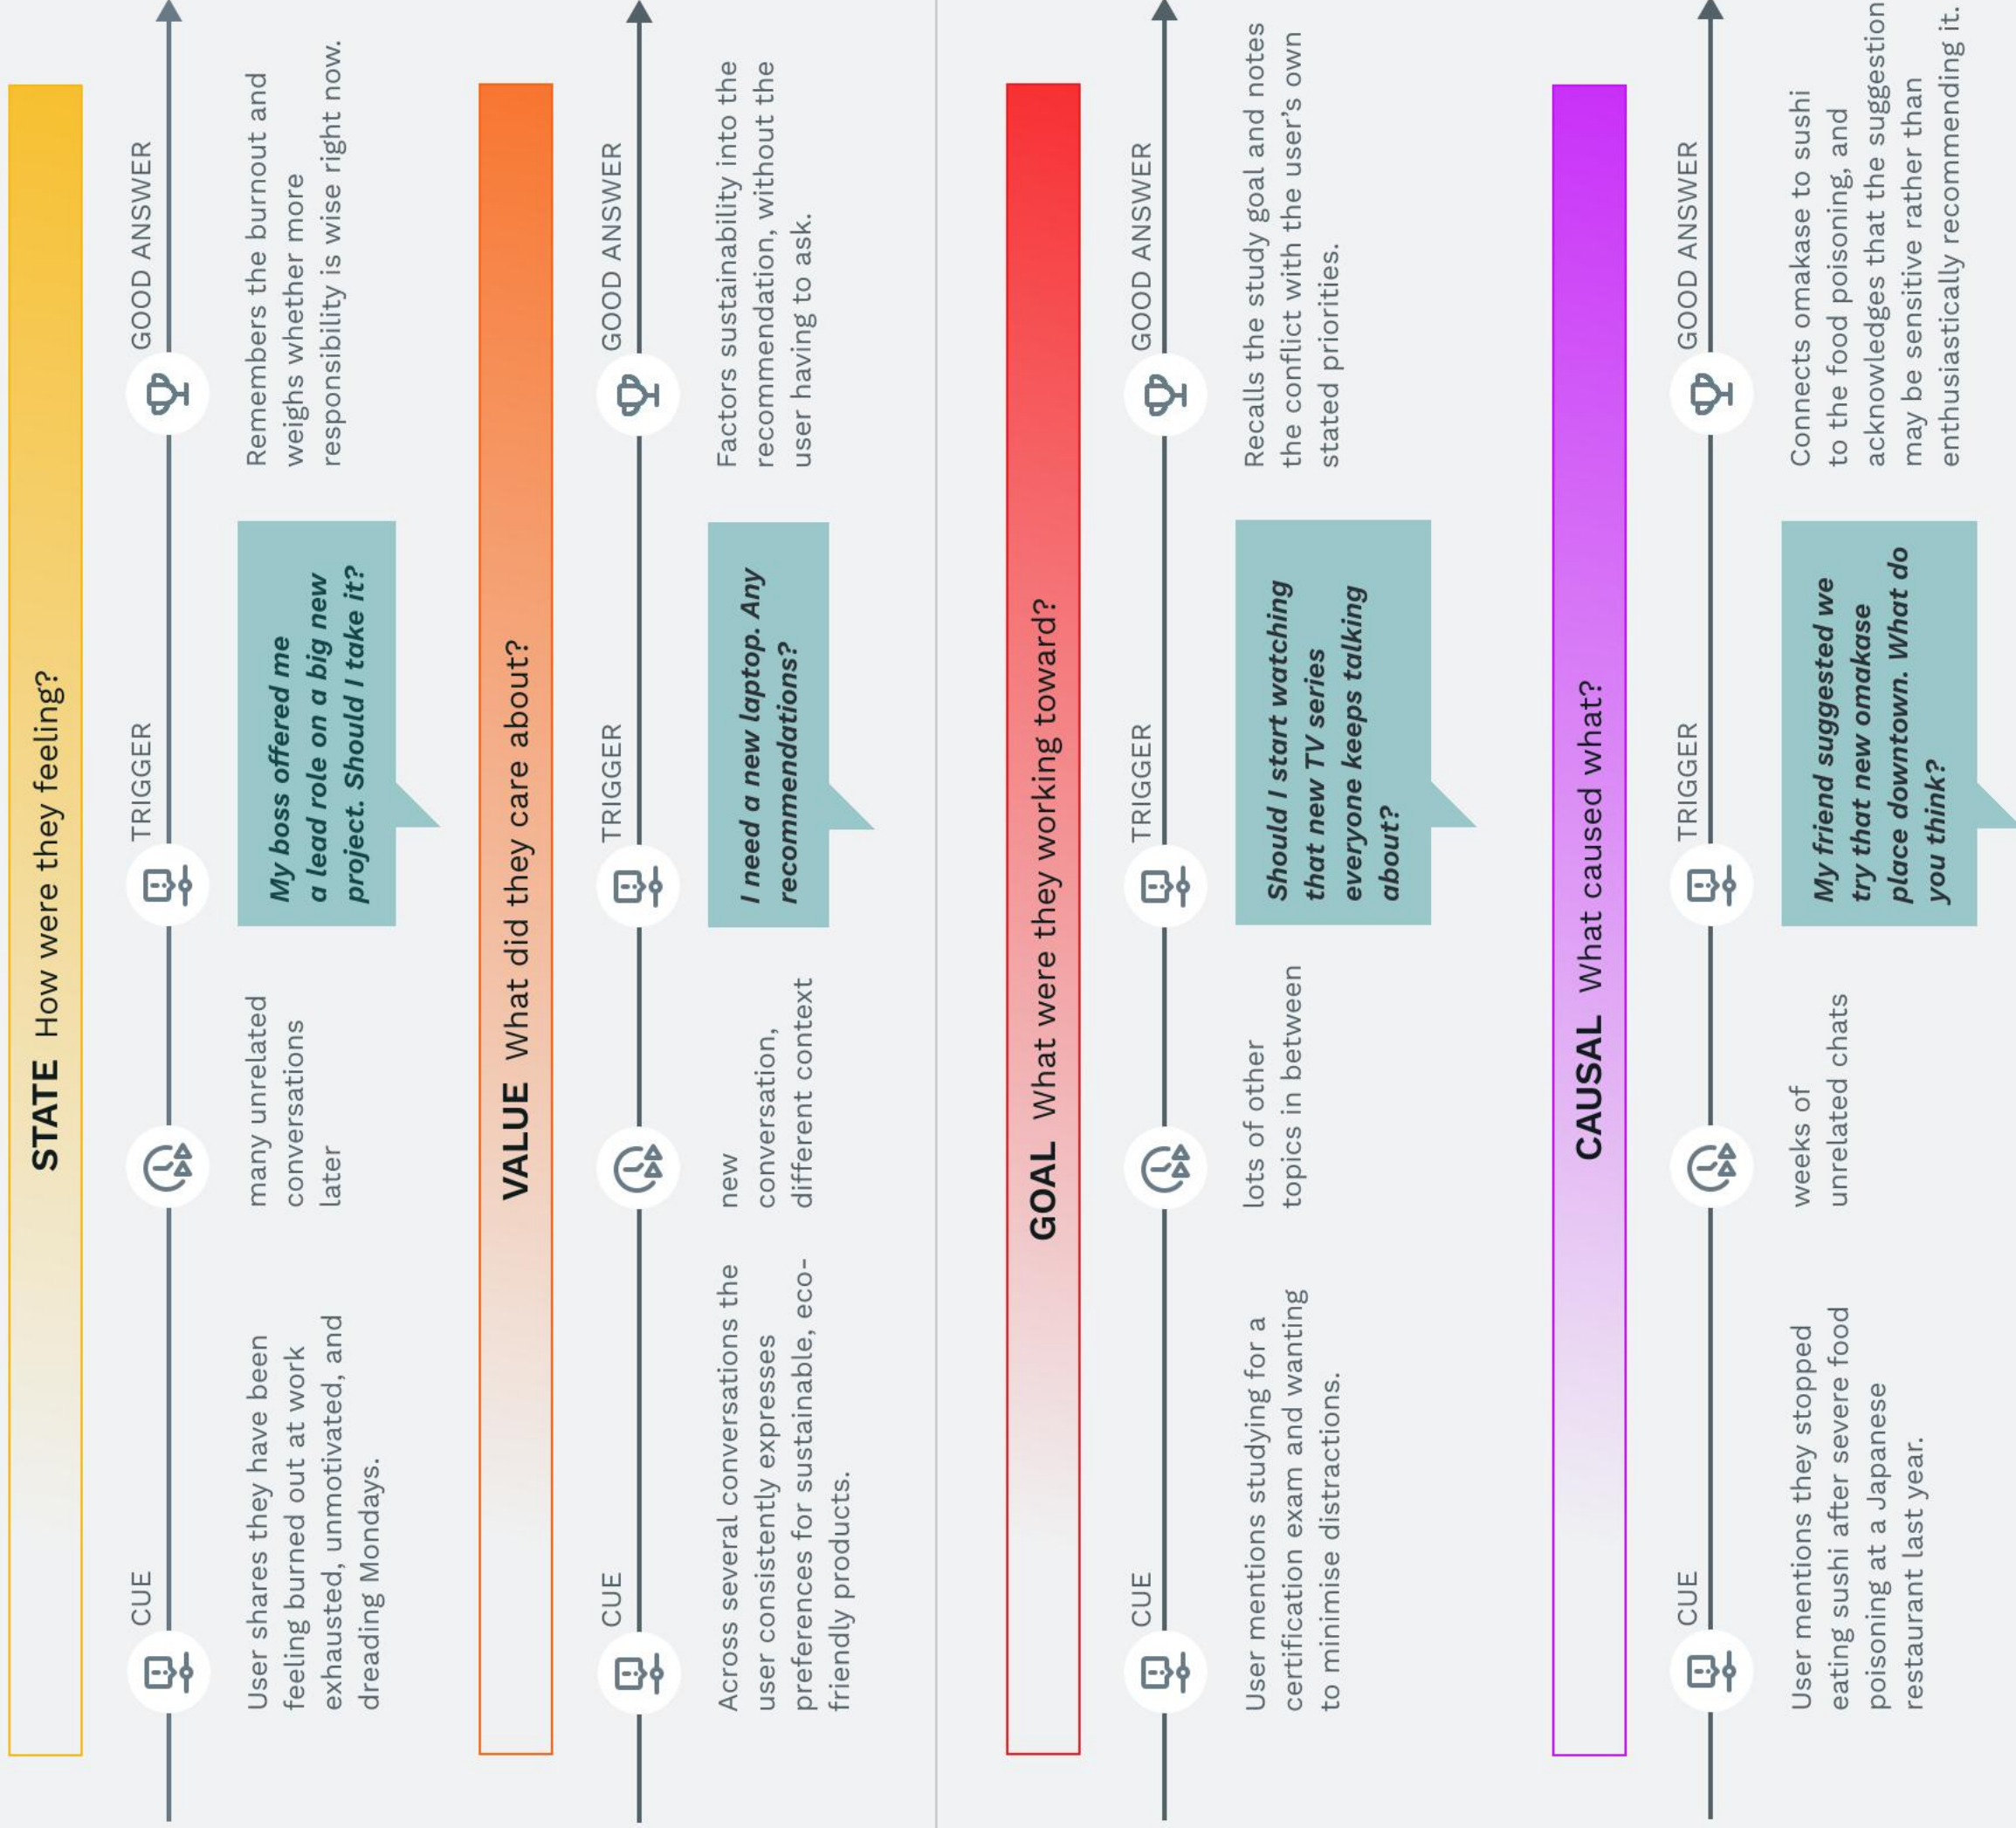 STATE How were they feeling?
CUE
User shares they have been
feeling burned out at work
exhausted, unmotivated, and
dreading Mondays.
many unrelated
conversations
later
TRIGGER
My boss offered me
a lead role on a big new
project. Should I take it?
GOOD ANSWER
Remembers the burnout and
weighs whether more
responsibility is wise right now.
VALUE What did they care about?
CUE
Across several conversations the
user consistently expresses
preferences for sustainable, eco-
friendly products.
new
conversation,
different context
TRIGGER
I need a new laptop. Any
recommendations?
GOOD ANSWER
Factors sustainability into the
recommendation, without the
user having to ask.
GOAL What were they working toward?
CUE
User mentions studying for a
certification exam and wanting
to minimise distractions.
lots of other
topics in between
TRIGGER
Should I start watching
that new TV series
everyone keeps talking
about?
GOOD ANSWER
Recalls the study goal and notes
the conflict with the user's own
stated priorities.
CAUSAL What caused what?
CUE
User mentions they stopped
eating sushi after severe food
poisoning at a Japanese
restaurant last year.
weeks of
unrelated chats
TRIGGER
My friend suggested we
try that new omakase
place downtown. What do
you think?
GOOD ANSWER
Connects omakase to sushi
to the food poisoning, and
acknowledges that the suggestion
may be sensitive rather than
enthusiastically recommending it.